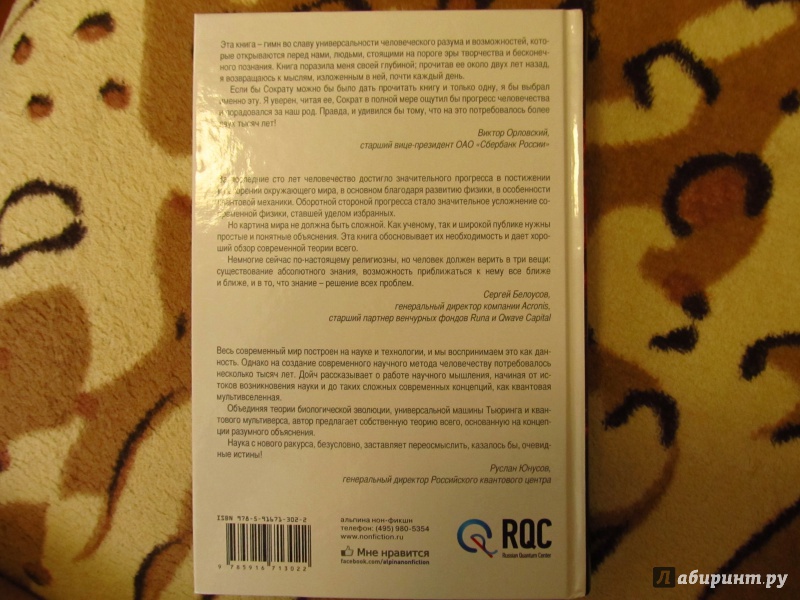 Эта книга – гимн во славу универсальности человеческого разума и возможностей, кото-
рые открываются перед нами, людьми, стоящими на пороге эры творчества и бесконеч-
ного познания. Книга поразила меня своей глубиной; прочитав ее около двух лет назад,
я возвращаюсь к мыслям, изложенным в ней, почти каждый день.
Если бы Сократу можно бы было дать прочитать книгу и только одну, я бы выбрал
именно эту. Я уверен, читая ее, Сократ в полной мере ощутил бы прогресс человечества
и порадовался за наш род. Правда, и удивился бы тому, что на это потребовалось более
двух тысяч лет!
Виктор Орловский,
старший вице-президент ОАО «Сбербанк России»
последние сто лет человечество достигло значительного прогресса в постижении
окружающего мира, в основном благодаря развитию физики, в особенности
квантовой механики. Оборотной стороной прогресса стало значительное усложнение со-
временной физики, ставшей уделом избранных.
Но картина мира не должна быть сложной. Как ученому, так и широкой публике нужны
простые и понятные объяснения. Эта книга обосновывает их необходимость и дает хоро-
ший обзор современной теории всего.
Немногие сейчас по-настоящему религиозны, но человек должен верить в три вещи:
существование абсолютного знания, возможность приближаться к нему все ближе
и ближе, и в то, что знание – решение всех проблем.
Сергей Белоусов,
генеральный директор компании Acronis,
старший партнер венчурных фондов Runa и Qwave Capital
Весь современный мир построен на науке и технологии, и мы воспринимаем это как дан-
ность. Однако на создание современного научного метода человечеству потребовалось
несколько тысяч лет. Дойч рассказывает о работе научного мышления, начиная от ис-
токов возникновения науки и до таких сложных современных концепций, как квантовая
мультивселенная.
Объединяя теории биологической эволюции, универсальной машины Тьюринга и кван-
тового мультиверса, автор предлагает собственную теорию всего, основанную на концеп-
ции разумного объяснения.
Наука с нового ракурса, безусловно, заставляет переосмыслить, казалось бы, очевид-
ные истины!
Руслан Юнусов,
генеральный директор Российского квантового центра
ISBN 978-5-91671-302-2
9 785916 713022
альпина нон-фикшн
телефон: (495) 980-5354
www.nonfiction.ru
Мне нравится
facebook.com/alpinanonfiction
RQC
Russian Quantum Center
Лабиринт.ру